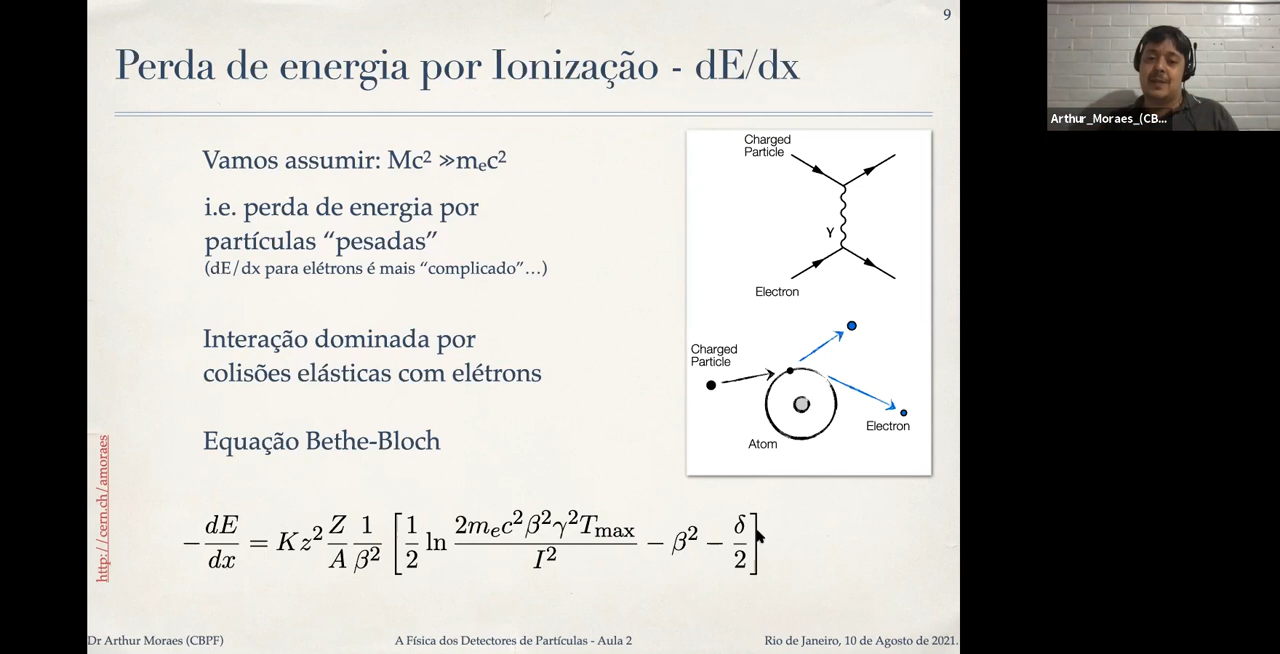 9
Perda de energia por Ionização - dE/dx
Vamos assumir: Mc² ≫mₑc²
i.e. perda de energia por
partículas “pesadas”
(dE/dx para elétrons é mais “complicado”…)
Interação dominada por
colisões elásticas com elétrons
Equação Bethe-Bloch
-dE/dx = Kz² Z/A 1/β² [1/2 ln 2mₑc²β²γ²Tmax/I² − β² − δ/2]
Charged
Particle
γ
Electron
Charged
Particle
Electron
Atom
http://cern.ch/amoraes
Dr Arthur Moraes (CBPF)
A Física dos Detectores de Partículas - Aula 2
Rio de Janeiro, 10 de Agosto de 2021.
Arthur_Moraes_(CB...